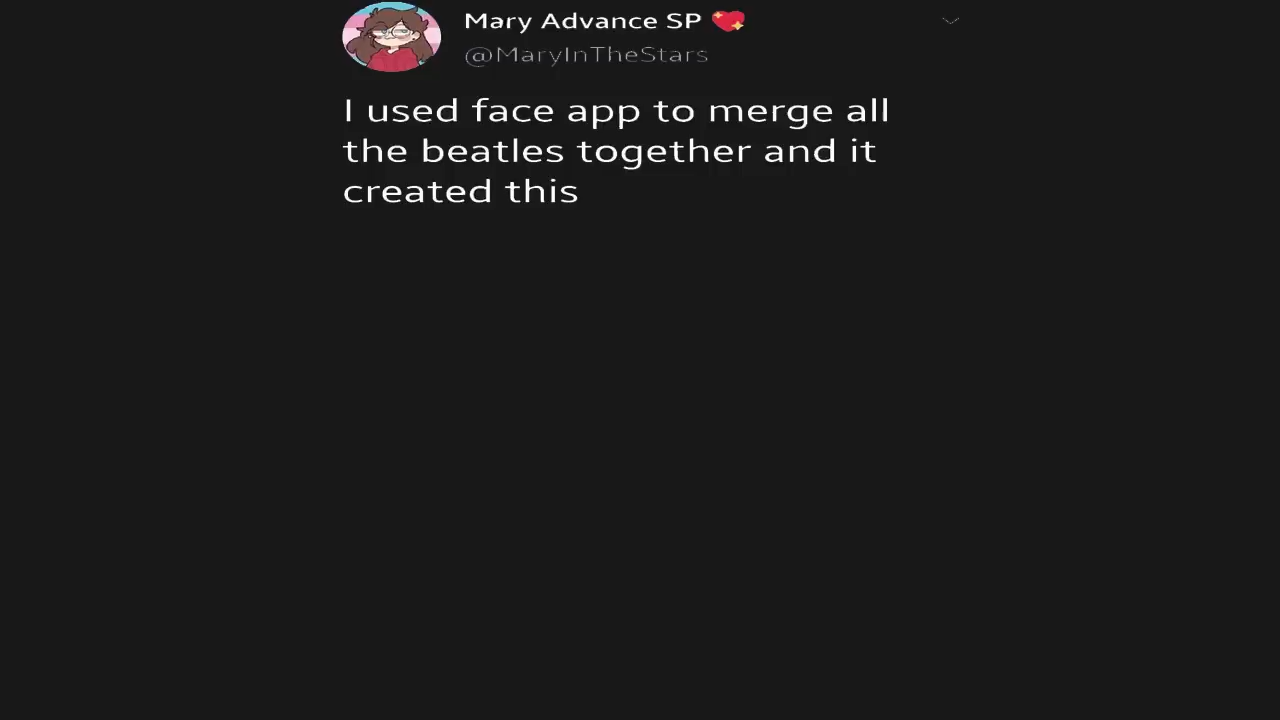 Mary Advance SP 💖
@MaryInTheStars
I used face app to merge all
the beatles together and it
created this